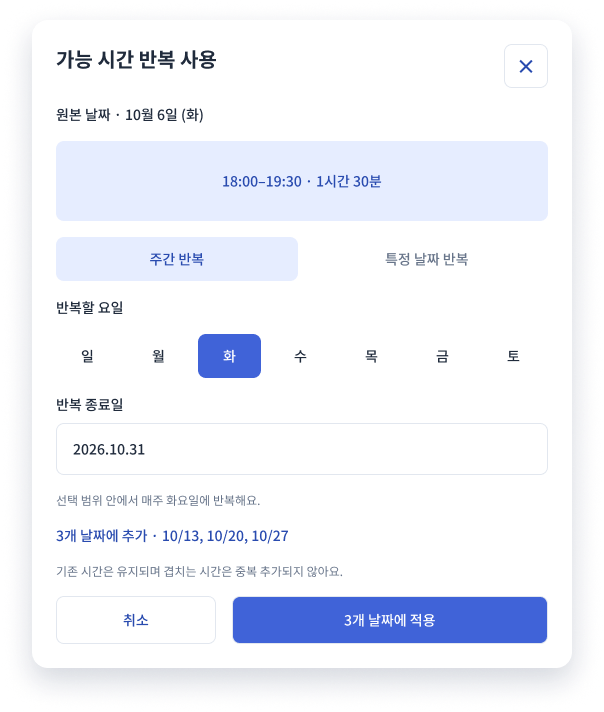 가능 시간 반복 사용
원본 날짜 · 10월 6일 (화)
18:00–19:30 · 1시간 30분
주간 반복 특정 날짜 반복
반복할 요일
일 월 화 수 목 금 토
반복 종료일
2026.10.31
선택 범위 안에서 매주 화요일에 반복해요.
3개 날짜에 추가 · 10/13, 10/20, 10/27
기존 시간은 유지되며 겹치는 시간은 중복 추가되지 않아요.
취소 3개 날짜에 적용